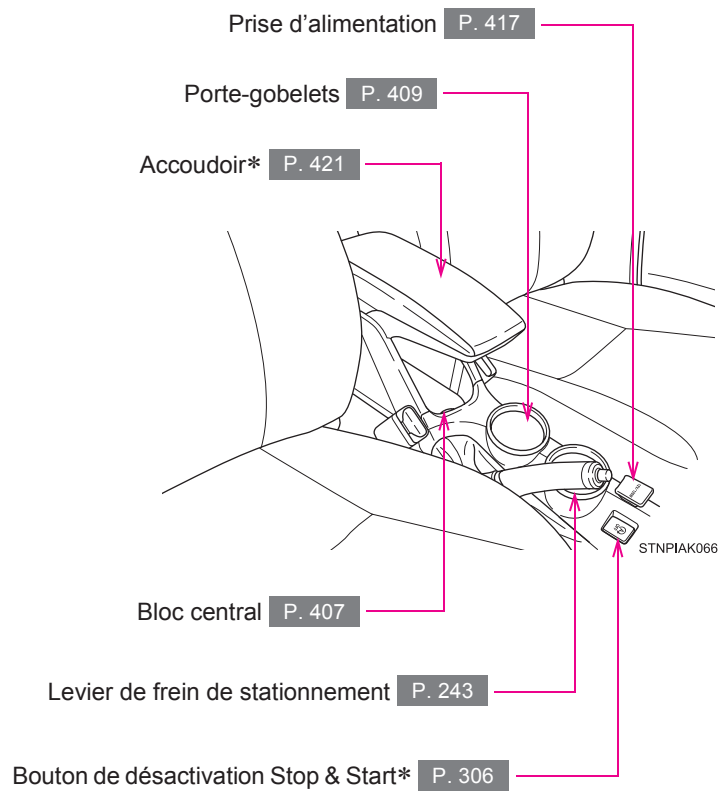 Prise d’alimentation P. 417
Porte-gobelets P. 409
Accoudoir* P. 421
STNPIAK066
Bloc central P. 407
Levier de frein de stationnement P. 243
Bouton de désactivation Stop & Start* P. 306